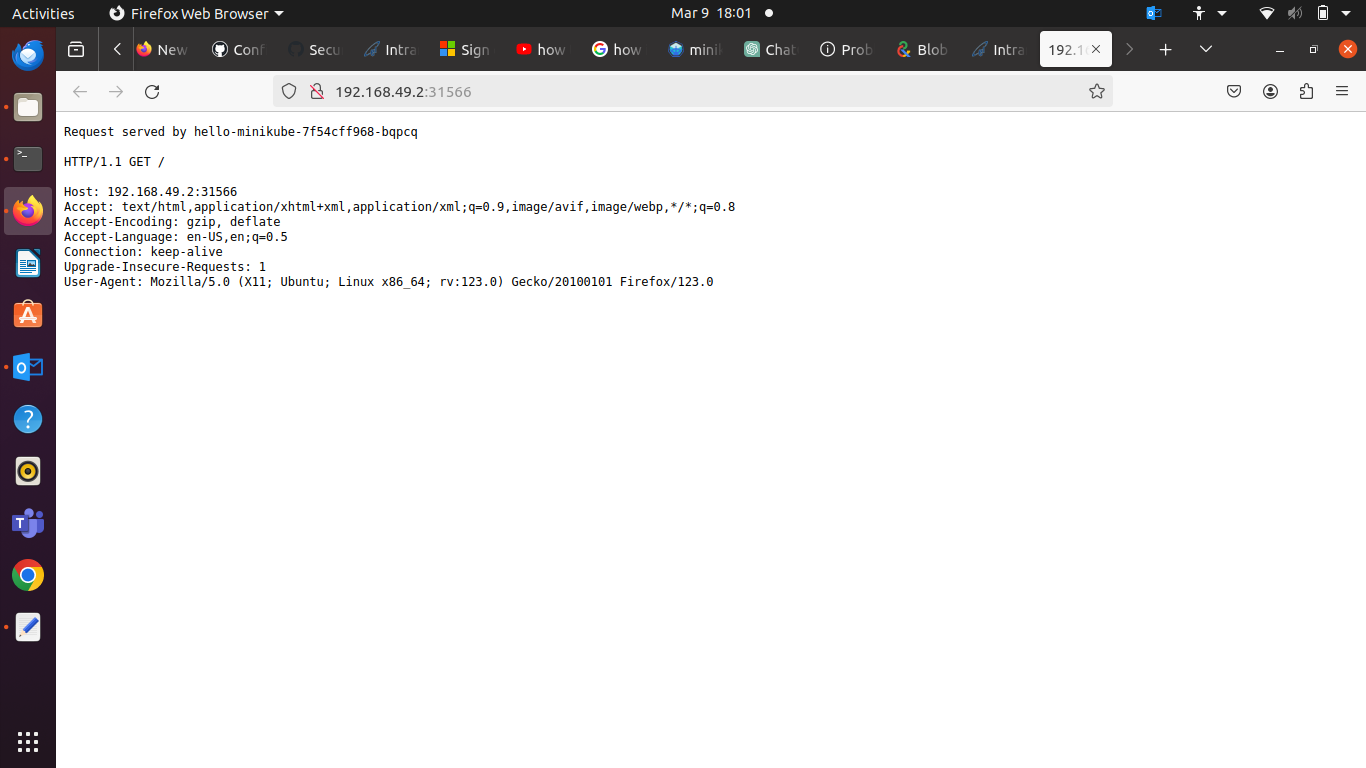 Activities
Firefox Web Browser
Mar 9 18:01
New
Conf
Secu
Intra
Sign
how
how
mini
Chat
Prob
Blob
Intra
192.1
192.168.49.2:31566
Request served by hello-minikube-7f54cff968-bqpcq
HTTP/1.1 GET /
Host: 192.168.49.2:31566
Accept: text/html,application/xhtml+xml,application/xml;q=0.9,image/avif,image/webp,*/*;q=0.8
Accept-Encoding: gzip, deflate
Accept-Language: en-US,en;q=0.5
Connection: keep-alive
Upgrade-Insecure-Requests: 1
User-Agent: Mozilla/5.0 (X11; Ubuntu; Linux x86_64; rv:123.0) Gecko/20100101 Firefox/123.0